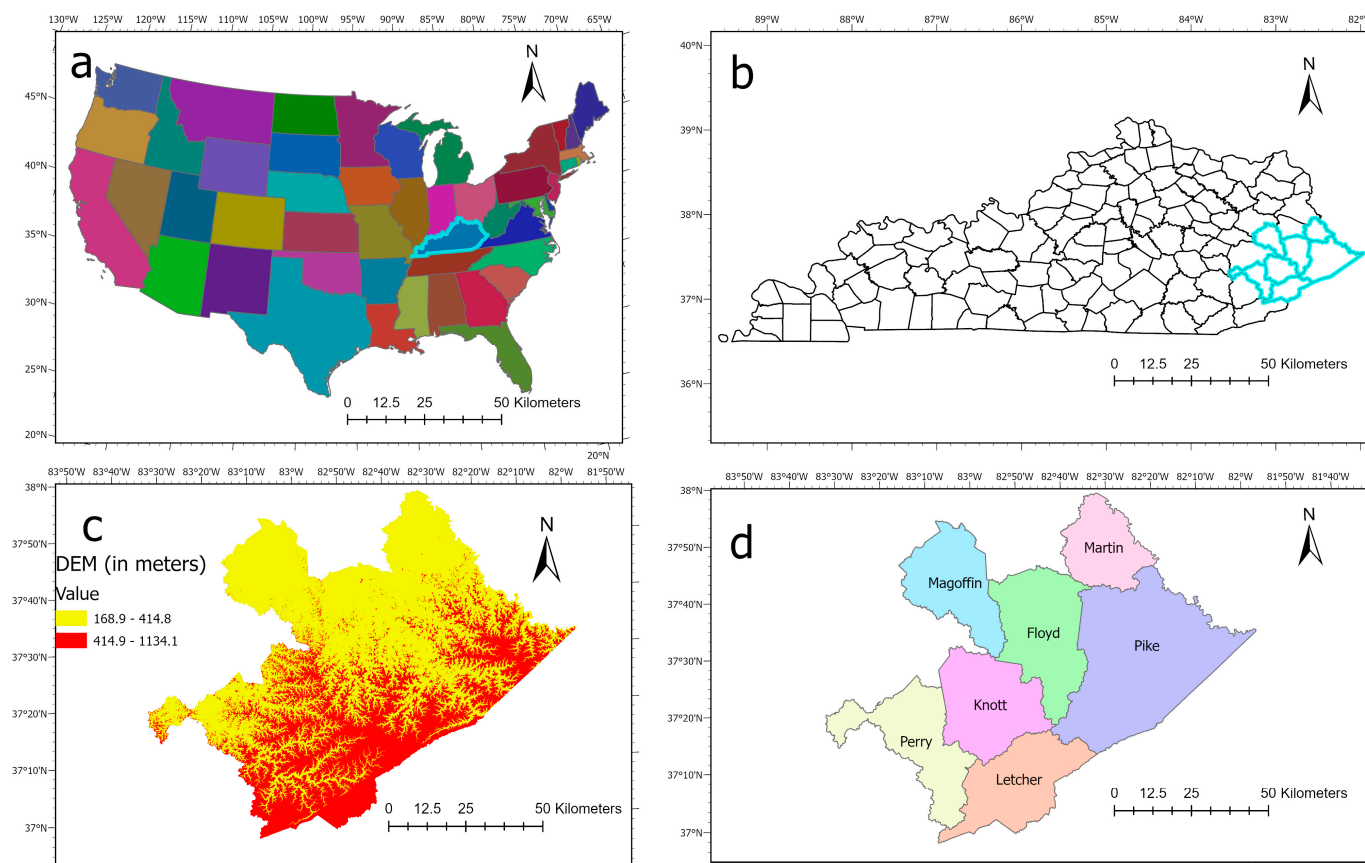 130°W 125°W 120°W 115°W 110°W 105°W 100°W 95°W 90°W 85°W 80°W 75°W 70°W 65°W
a
N
45°N
40°N
35°N
30°N
25°N
20°N
0 12.5 25 50 Kilometers
20°N
89°W 88°W 87°W 86°W 85°W 84°W 83°W 82°W
b
N
40°N
39°N
38°N
37°N
36°N
0 12.5 25 50 Kilometers
83°50'W 83°30'W 83°20'W 83°10'W 83°W 82°50'W 82°40'W 82°30'W 82°20'W 82°10'W 82°W 81°50'W
38°N
37°50'N
37°40'N
37°30'N
37°20'N
37°10'N
37°N
c
N
DEM (in meters)
Value
168.9 - 414.8
414.9 - 1134.1
0 12.5 25 50 Kilometers
83°50'W 83°30'W 83°20'W 83°10'W 83°W 82°50'W 82°40'W 82°30'W 82°20'W 82°10'W 82°W 81°40'W
38°N
37°50'N
37°40'N
37°30'N
37°20'N
37°10'N
37°N
d
N
Martin
Magoffin
Floyd
Pike
Knott
Perry
Letcher
0 12.5 25 50 Kilometers